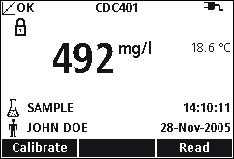 OK CDC401
492 mg/l 18.6 °C
SAMPLE 14:10:11
JOHN DOE 28-Nov-2005
Calibrate Read